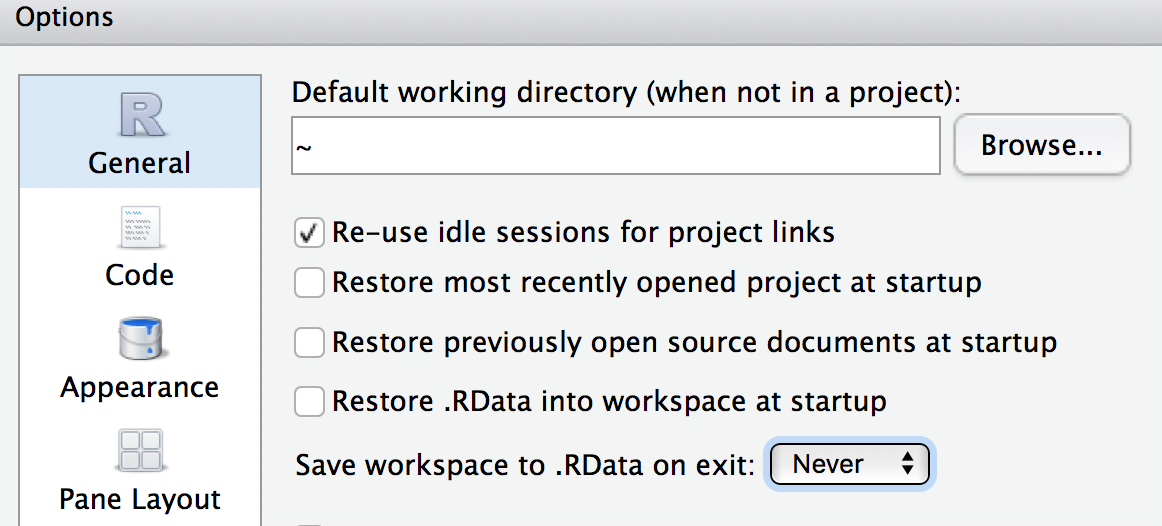 Options
General
Code
Appearance
Pane Layout
Default working directory (when not in a project):
~
Browse...
Re-use idle sessions for project links
Restore most recently opened project at startup
Restore previously open source documents at startup
Restore .RData into workspace at startup
Save workspace to .RData on exit: Never